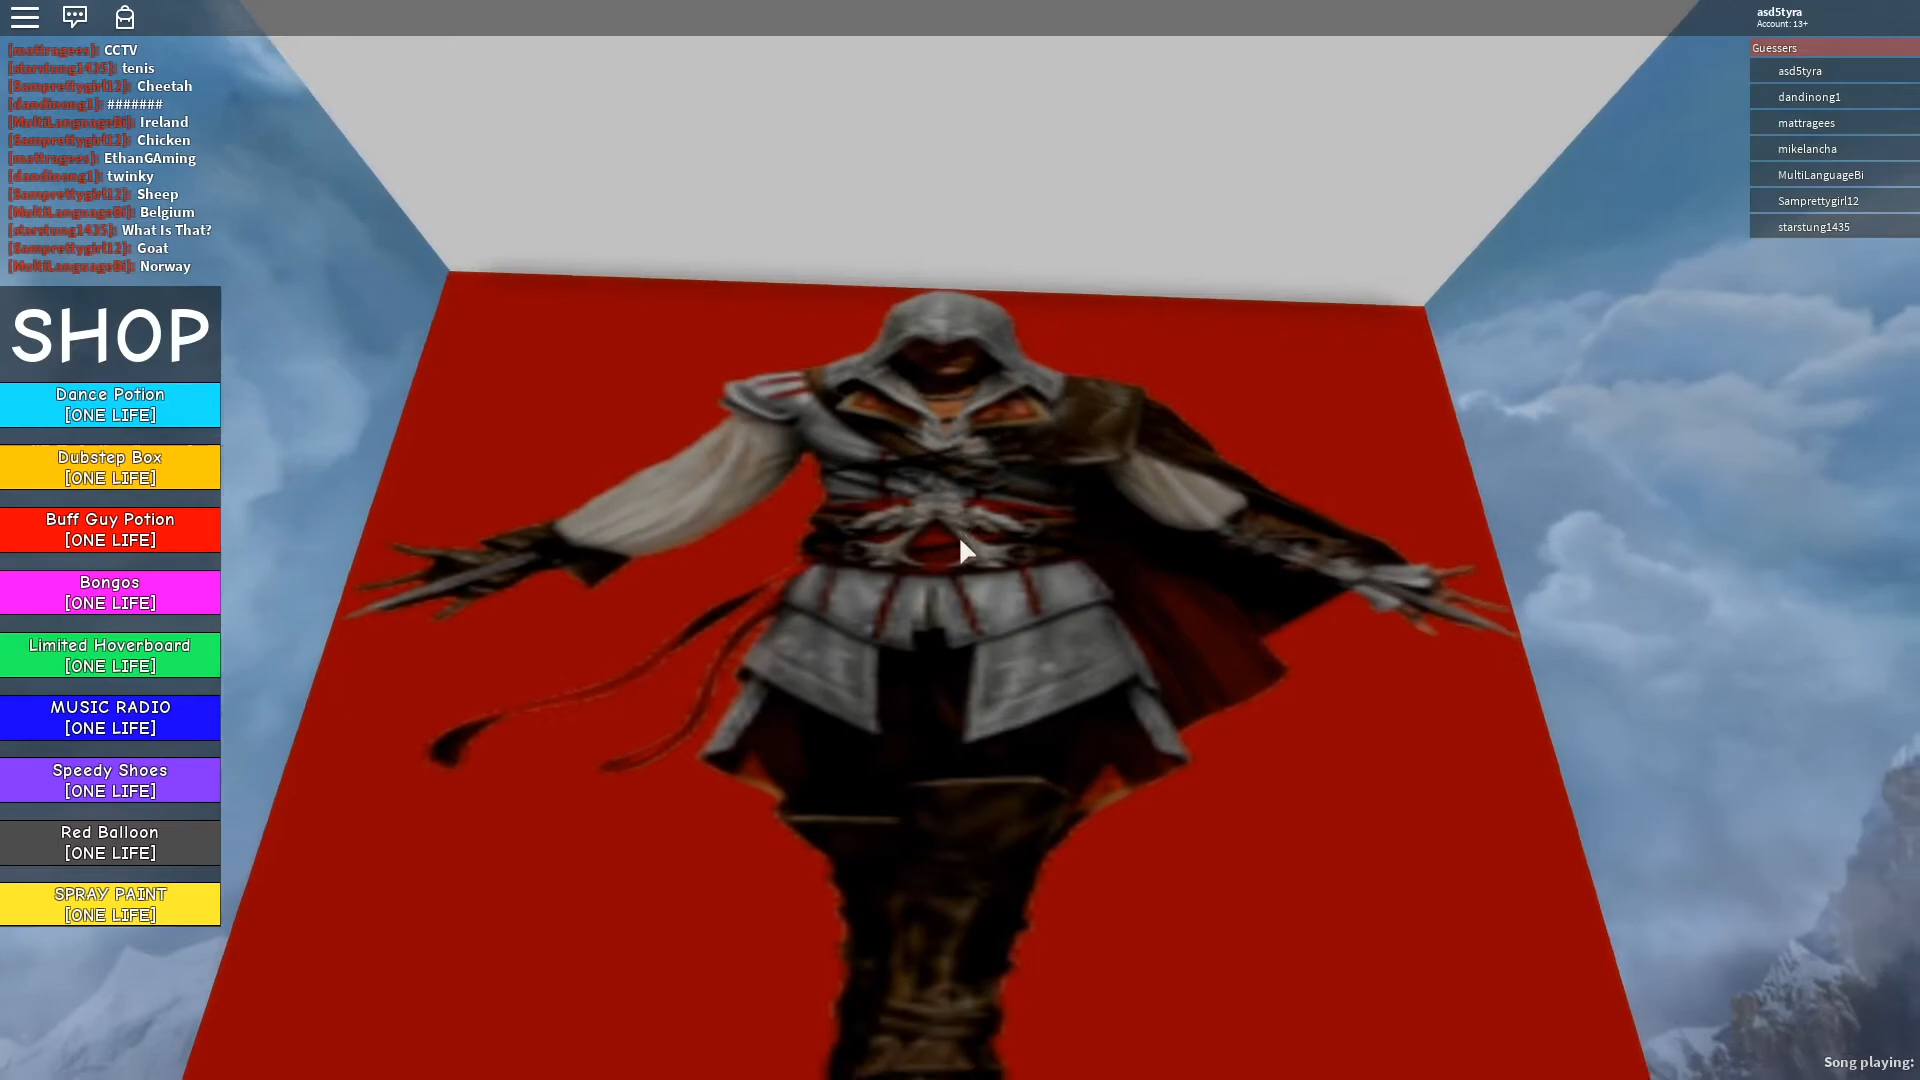 [mattragees]: CCTV
[starstung1435]: tenis
[Samprettygirl12]: Cheetah
[dandinong1]: #######
[MultiLanguageBi]: Ireland
[Samprettygirl12]: Chicken
[mattragees]: EthanGAming
[dandinong1]: twinky
[Samprettygirl12]: Sheep
[MultiLanguageBi]: Belgium
[starstung1435]: What Is That?
[Samprettygirl12]: Goat
[MultiLanguageBi]: Norway
SHOP
Dance Potion
[ONE LIFE]
Dubstep Box
[ONE LIFE]
Buff Guy Potion
[ONE LIFE]
Bongos
[ONE LIFE]
Limited Hoverboard
[ONE LIFE]
MUSIC RADIO
[ONE LIFE]
Speedy Shoes
[ONE LIFE]
Red Balloon
[ONE LIFE]
SPRAY PAINT
[ONE LIFE]
asd5tyra
Account: 13+
Guessers
asd5tyra
dandinong1
mattragees
mikelancha
MultiLanguageBi
Samprettygirl12
starstung1435
Song playing: